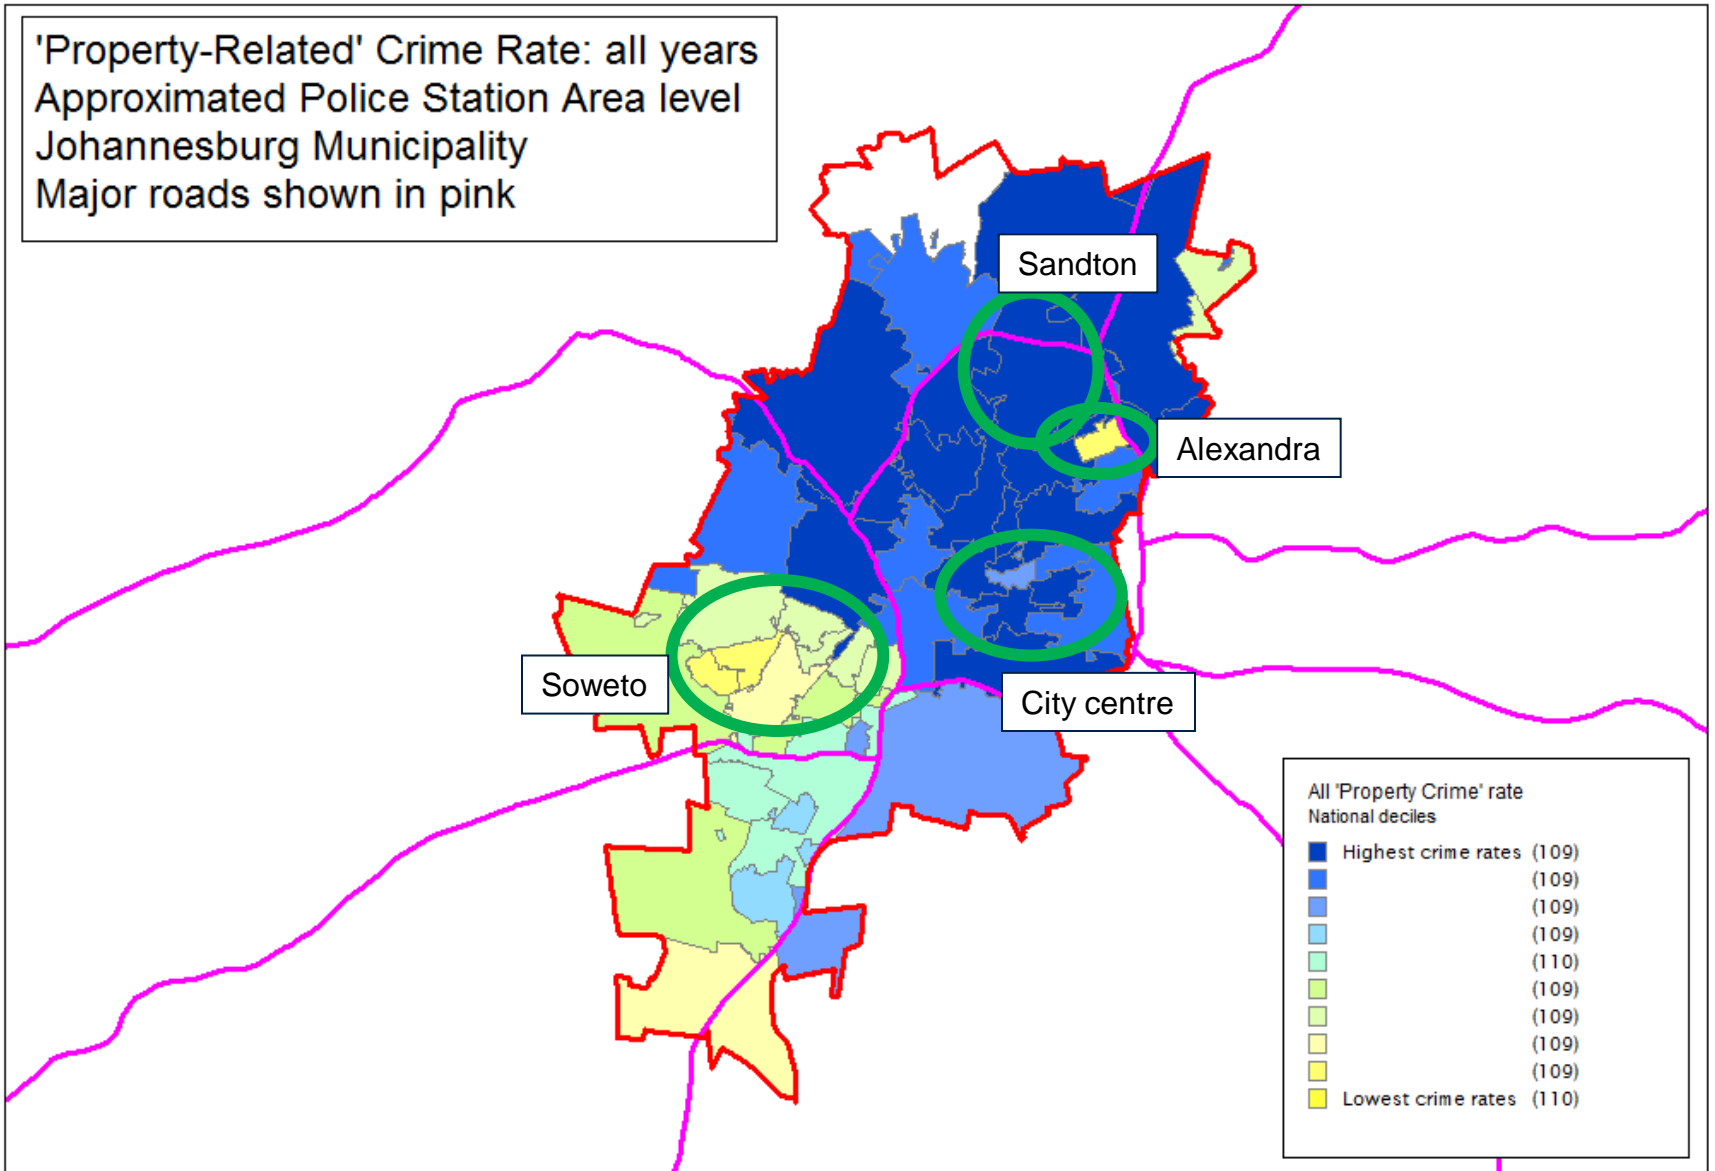 'Property-Related' Crime Rate: all years
Approximated Police Station Area level
Johannesburg Municipality
Major roads shown in pink
Sandton
Alexandra
Soweto
City centre
All 'Property Crime' rate
National deciles
Highest crime rates (109)
(109)
(109)
(109)
(110)
(109)
(109)
(109)
(109)
Lowest crime rates (110)